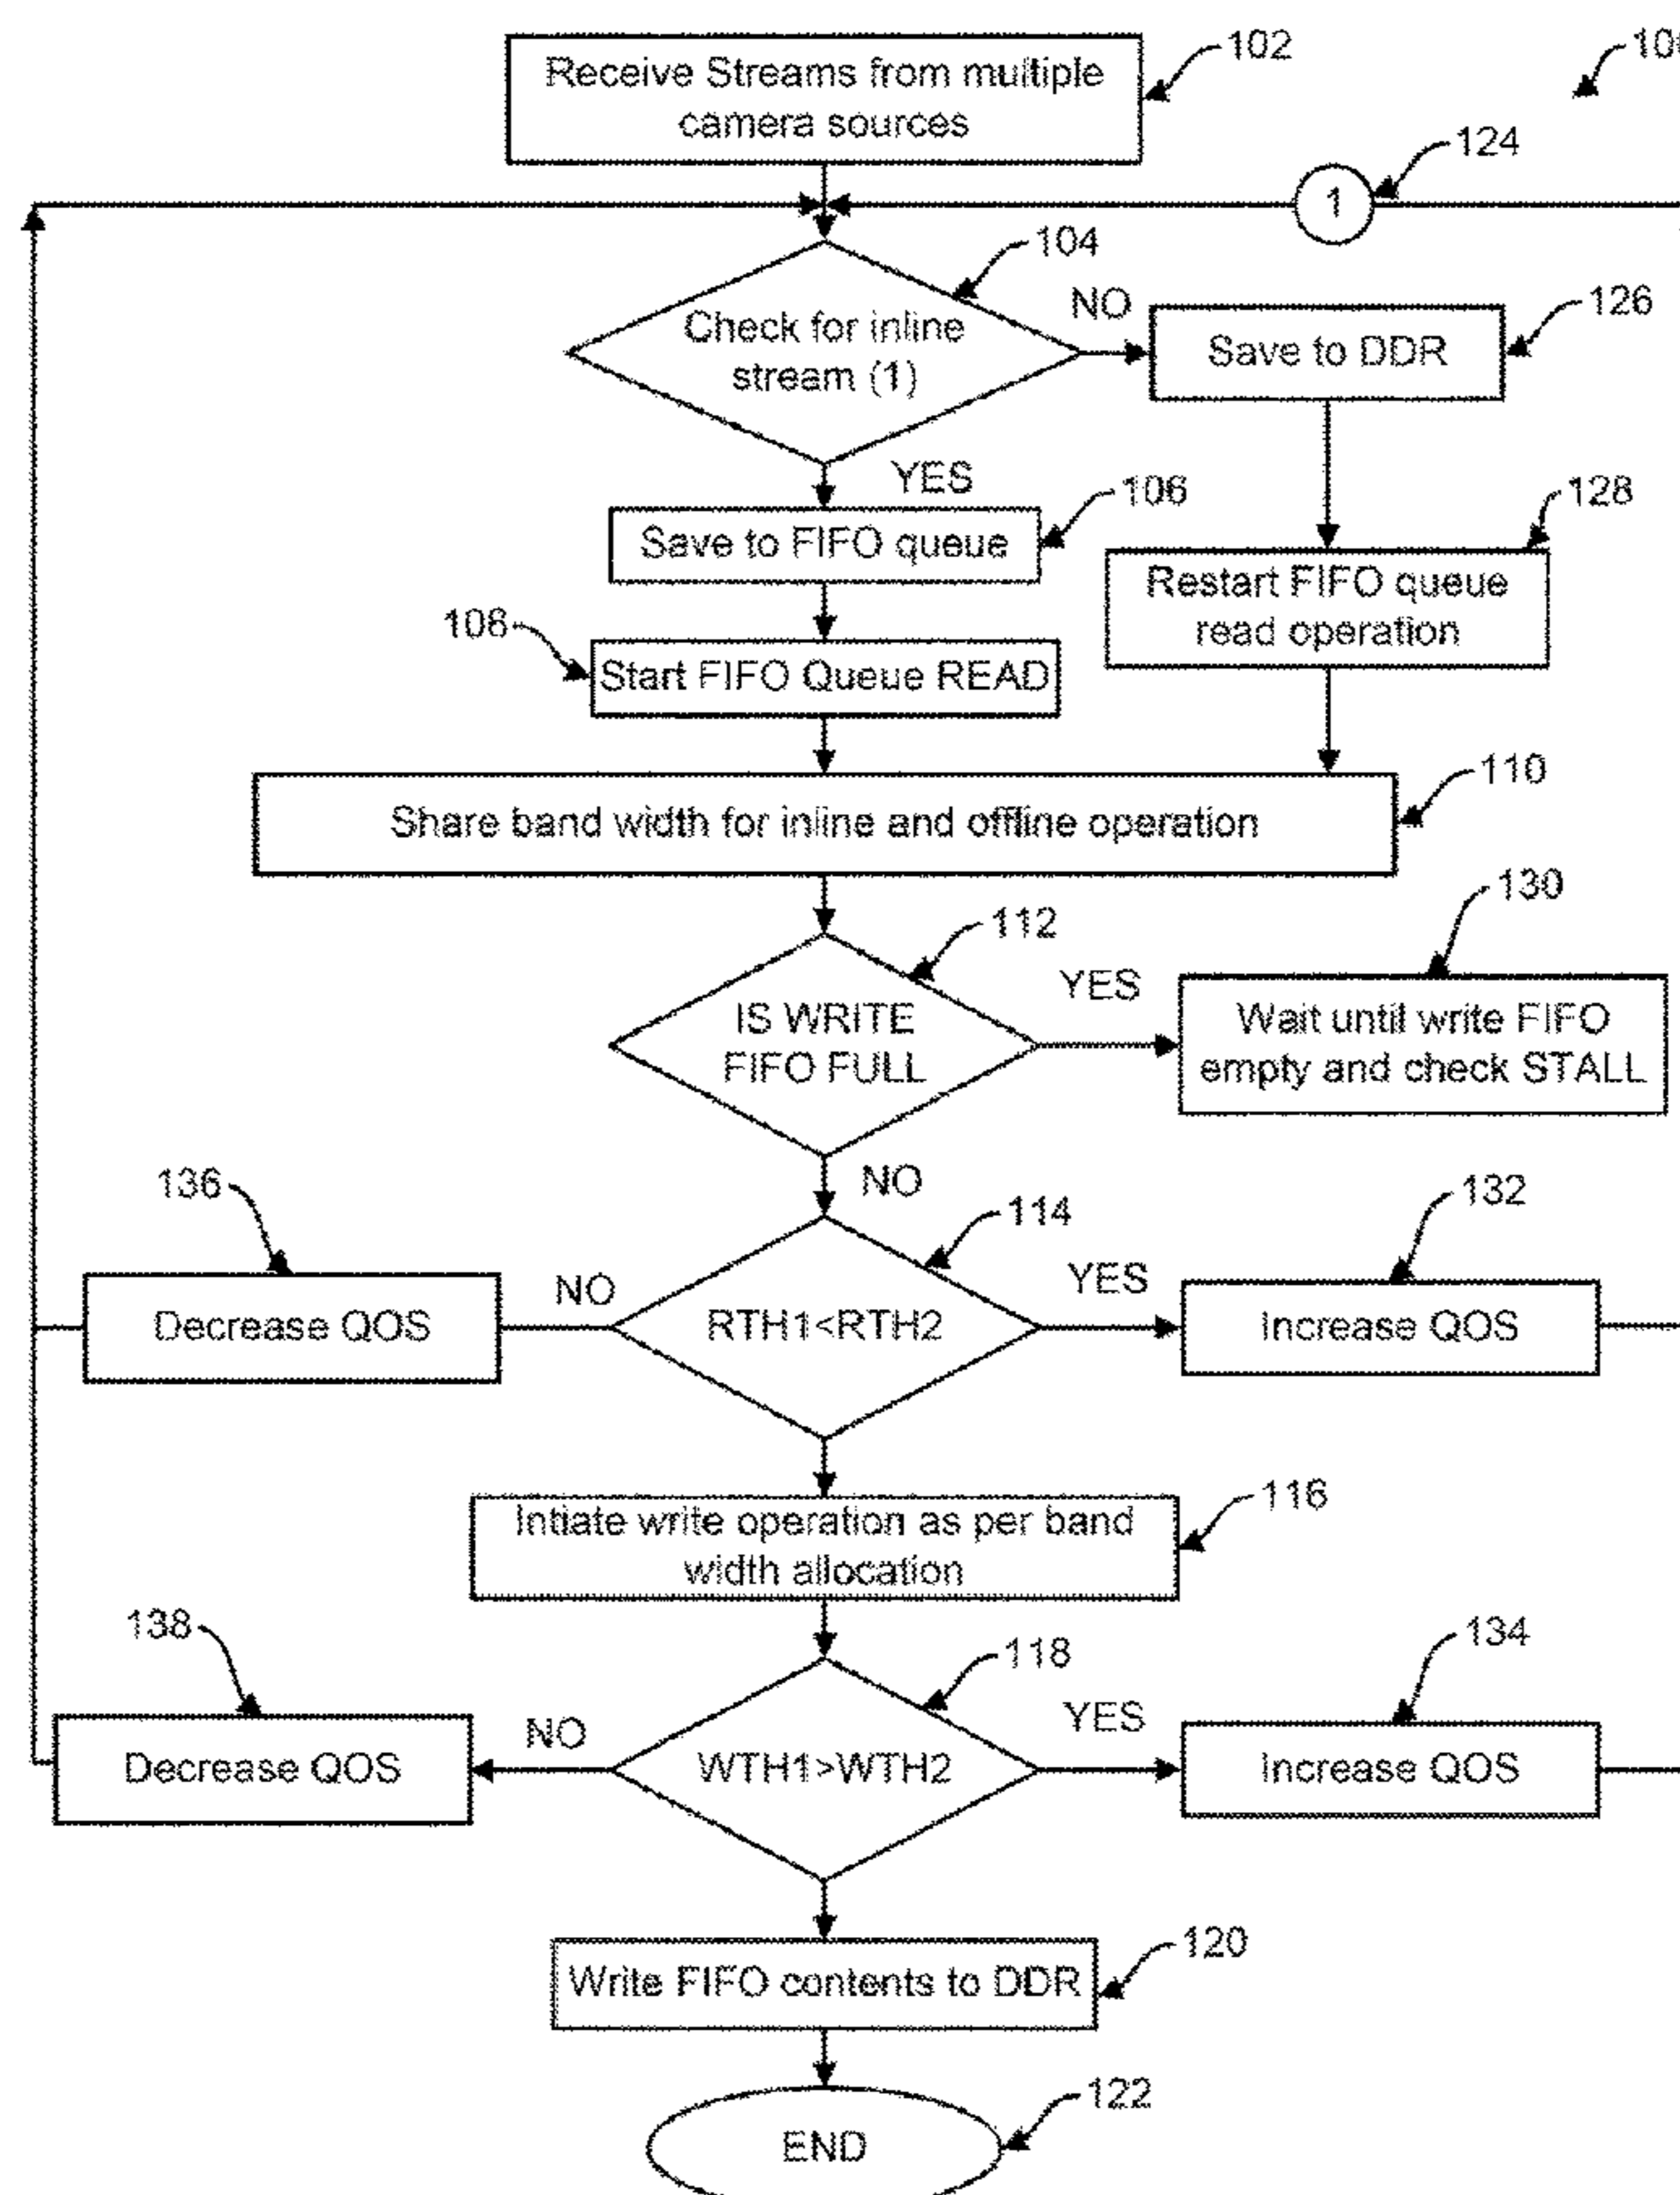 Receive Streams from multiple
camera sources
102
100
124
1
104
Check for inline
stream (1)
NO
Save to DDR
126
YES
Save to FIFO queue
106
128
Restart FIFO queue
read operation
108
Start FIFO Queue READ
Share band width for inline and offline operation
110
112
IS WRITE
FIFO FULL
YES
130
Wait until write FIFO
empty and check STALL
NO
136
Decrease QOS
NO
114
RTH1<RTH2
YES
132
Increase QOS
Intiate write operation as per band
width allocation
116
138
Decrease QOS
NO
118
WTH1>WTH2
YES
134
Increase QOS
Write FIFO contents to DDR
120
END
122